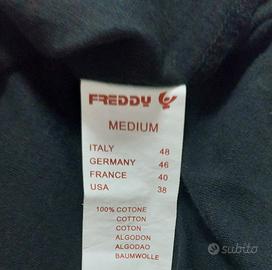 FREDDY
MEDIUM
ITALY 48
GERMANY 46
FRANCE 40
USA 38
100% COTONE
COTTON
COTON
ALGODON
ALGODAO
BAUMWOLLE
subito